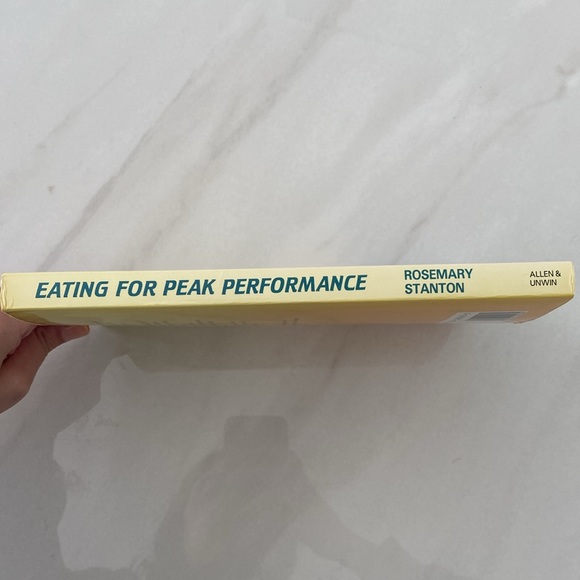 EATING FOR PEAK PERFORMANCE
ROSEMARY
STANTON
ALLEN &
UNWIN